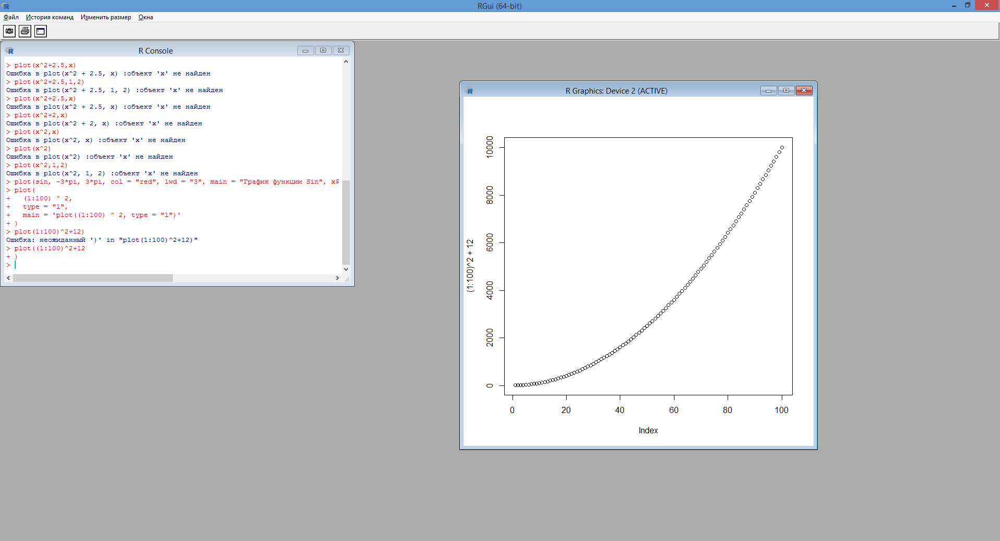 RGui (64-bit)
Файл История команд Изменить размер Окна
R Console
> plot(x^2+2.5,x)
Ошибка в plot(x^2 + 2.5, x) :объект 'x' не найден
> plot(x^2+2.5,1,2)
Ошибка в plot(x^2 + 2.5, 1, 2) :объект 'x' не найден
> plot(x^2+2.5,x)
Ошибка в plot(x^2 + 2.5, x) :объект 'x' не найден
> plot(x^2+2,x)
Ошибка в plot(x^2 + 2, x) :объект 'x' не найден
> plot(x^2,x)
Ошибка в plot(x^2, x) :объект 'x' не найден
> plot(x^2)
Ошибка в plot(x^2) :объект 'x' не найден
> plot(x^2,1,2)
Ошибка в plot(x^2, 1, 2) :объект 'x' не найден
> plot(sin, -3*pi, 3*pi, col = "red", lwd = "3", main = "График функции Sin", x$
> plot(
+   (1:100) ^ 2,
+   type = "l",
+   main = 'plot((1:100) ^ 2, type = "l")'
+ )
> plot(1:100)^2+12)
Ошибка: неожиданный ')' in "plot(1:100)^2+12)"
> plot((1:100)^2+12
+ )
>
R Graphics: Device 2 (ACTIVE)
(1:100)^2 + 12
10000
8000
6000
4000
2000
0
0 20 40 60 80 100
Index